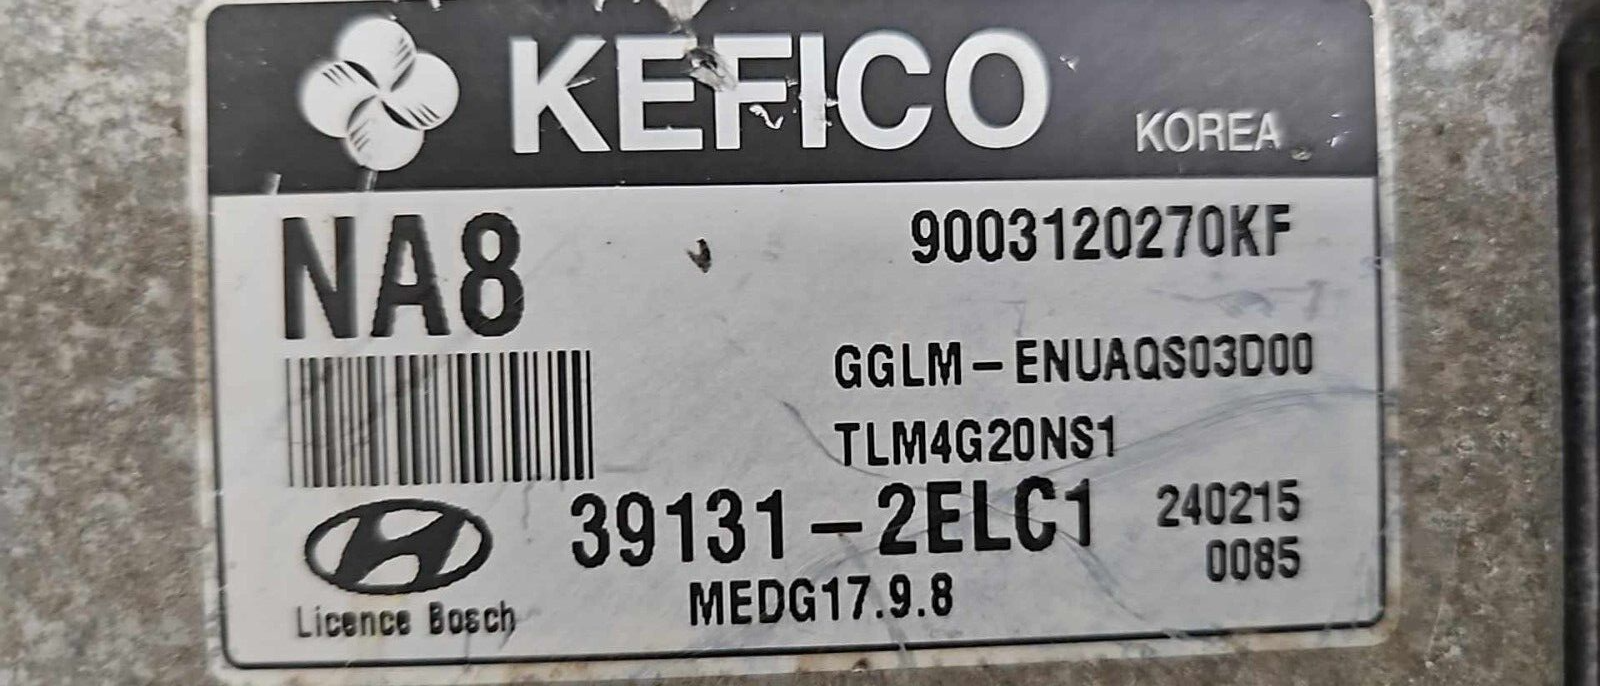 KEFICO KOREA
NA8 9003120270KF
GGLM-ENUAQS03D00
TLM4G20NS1
39131-2ELC1 240215
0085
MEDG17.9.8
Licence Bosch